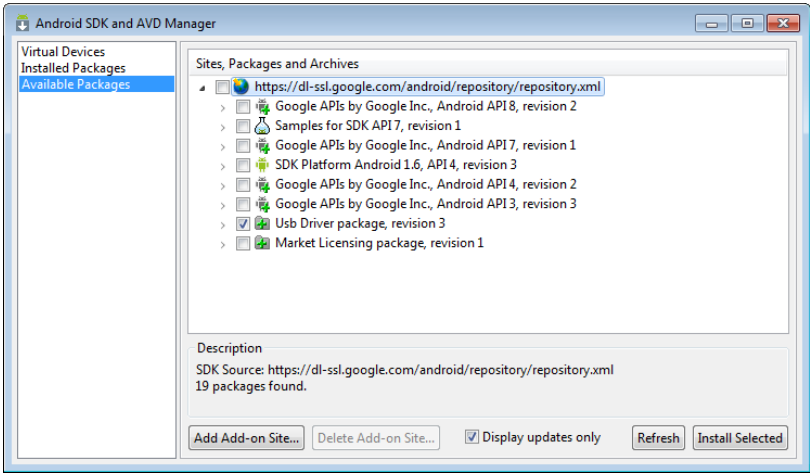 Android SDK and AVD Manager
Virtual Devices
Installed Packages
Available Packages
Sites, Packages and Archives
https://dl-ssl.google.com/android/repository/repository.xml
Google APIs by Google Inc., Android API 8, revision 2
Samples for SDK API 7, revision 1
Google APIs by Google Inc., Android API 7, revision 1
SDK Platform Android 1.6, API 4, revision 3
Google APIs by Google Inc., Android API 4, revision 2
Google APIs by Google Inc., Android API 3, revision 3
Usb Driver package, revision 3
Market Licensing package, revision 1
Description
SDK Source: https://dl-ssl.google.com/android/repository/repository.xml
19 packages found.
Add Add-on Site... Delete Add-on Site... Display updates only Refresh Install Selected